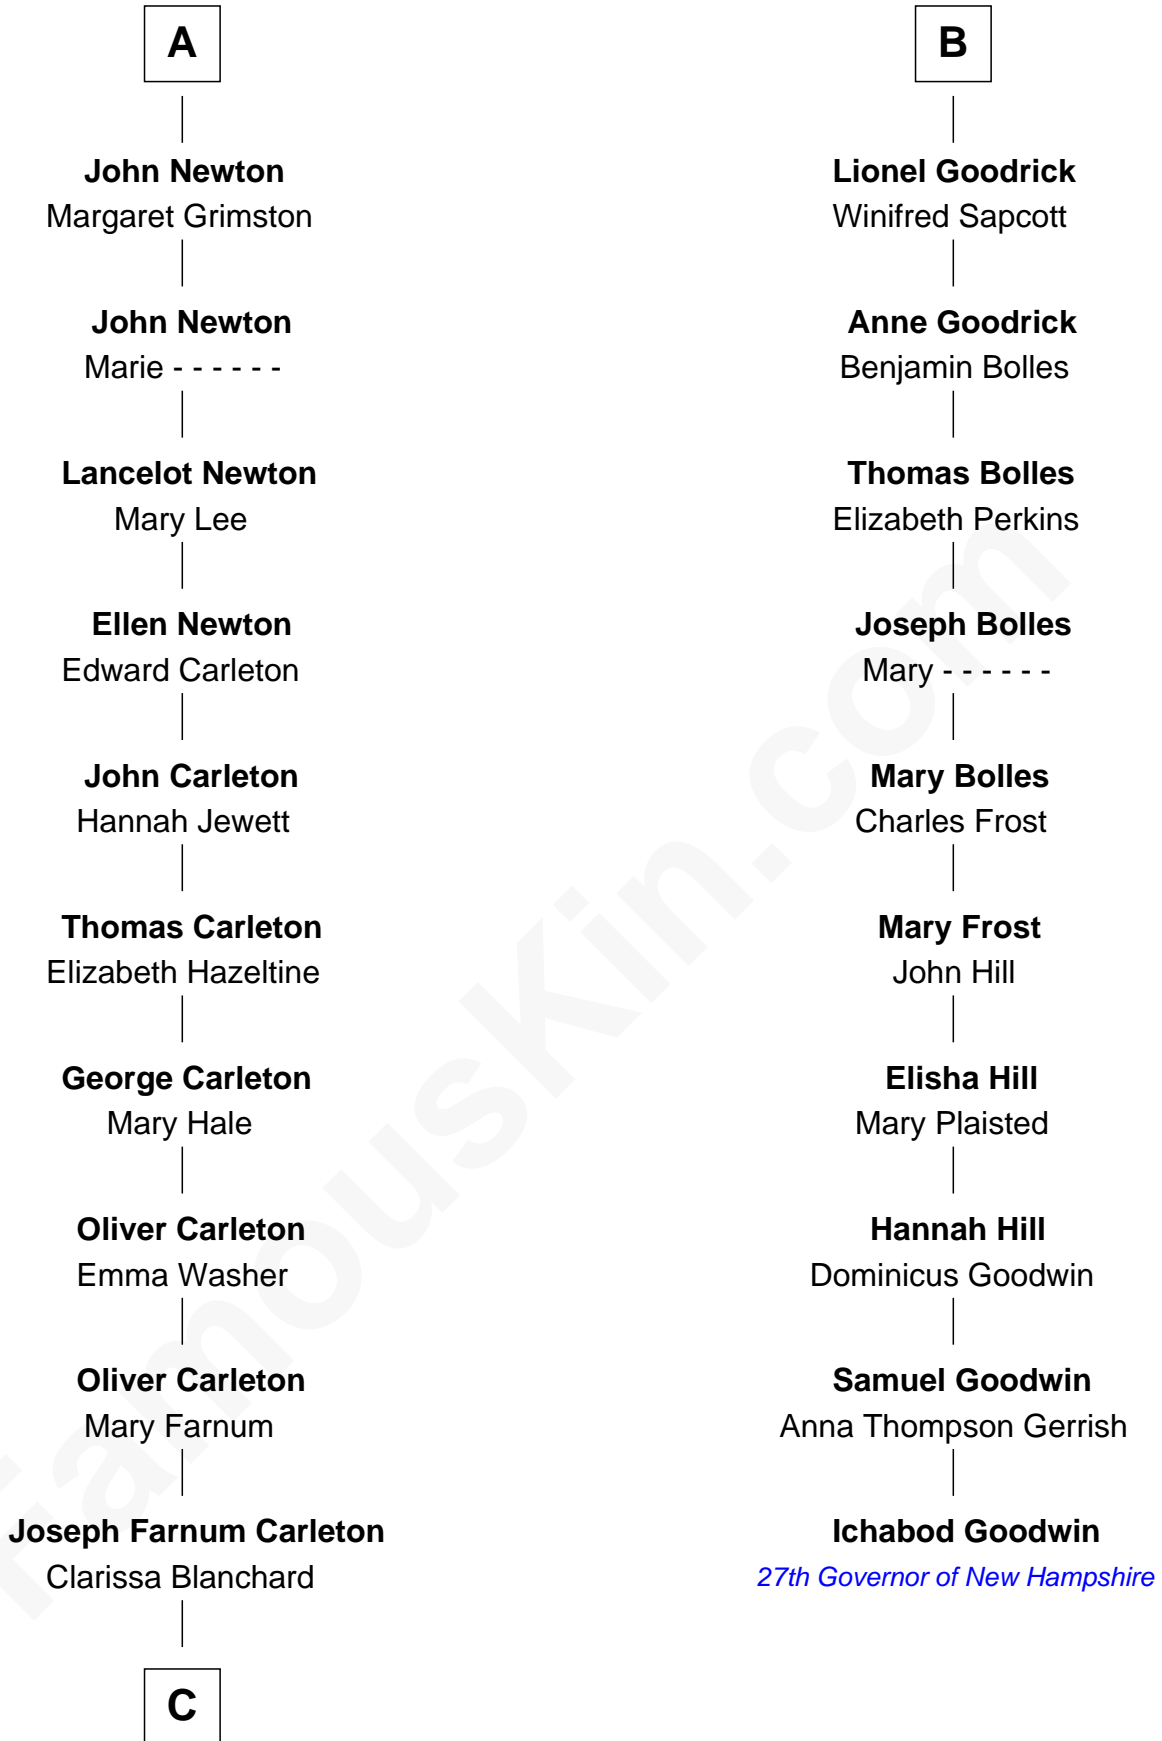 A
John Newton
Margaret Grimston
John Newton
Marie - - - - - -
Lancelot Newton
Mary Lee
Ellen Newton
Edward Carleton
John Carleton
Hannah Jewett
Thomas Carleton
Elizabeth Hazeltine
George Carleton
Mary Hale
Oliver Carleton
Emma Washer
Oliver Carleton
Mary Farnum
Joseph Farnum Carleton
Clarissa Blanchard
C
B
Lionel Goodrick
Winifred Sapcott
Anne Goodrick
Benjamin Bolles
Thomas Bolles
Elizabeth Perkins
Joseph Bolles
Mary - - - - - -
Mary Bolles
Charles Frost
Mary Frost
John Hill
Elisha Hill
Mary Plaisted
Hannah Hill
Dominicus Goodwin
Samuel Goodwin
Anna Thompson Gerrish
Ichabod Goodwin
27th Governor of New Hampshire
FamousKin.com